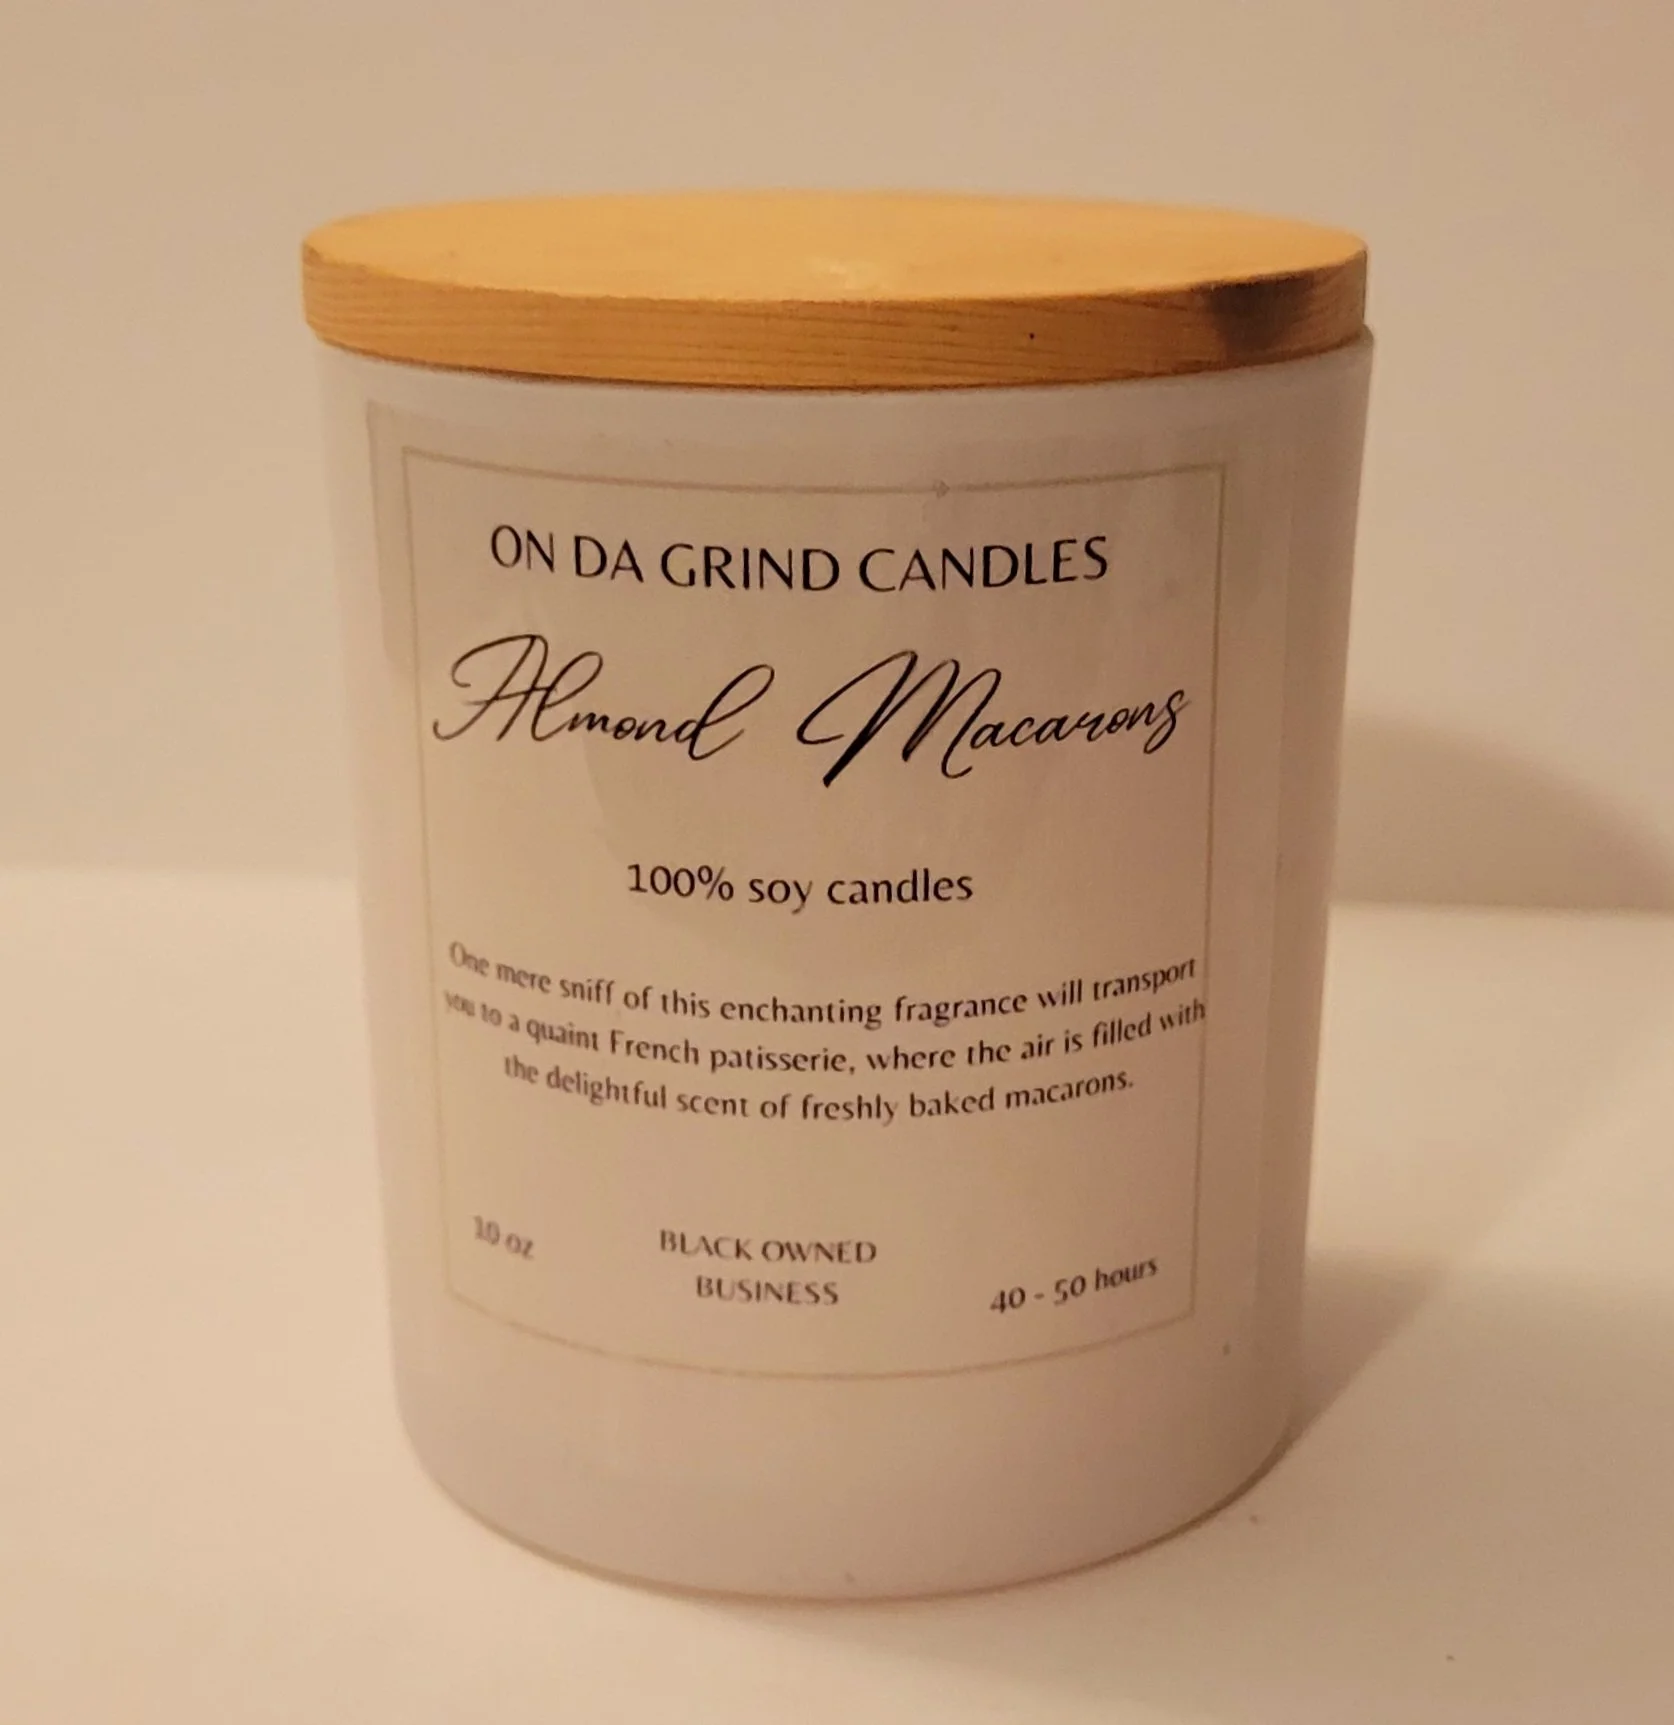 ON DA GRIND CANDLES
Almond Macarons
100% soy candles
One mere sniff of this enchanting fragrance will transport
you to a quaint French patisserie, where the air is filled with
the delightful scent of freshly baked macarons.
10 oz
BLACK OWNED
BUSINESS
40 - 50 hours